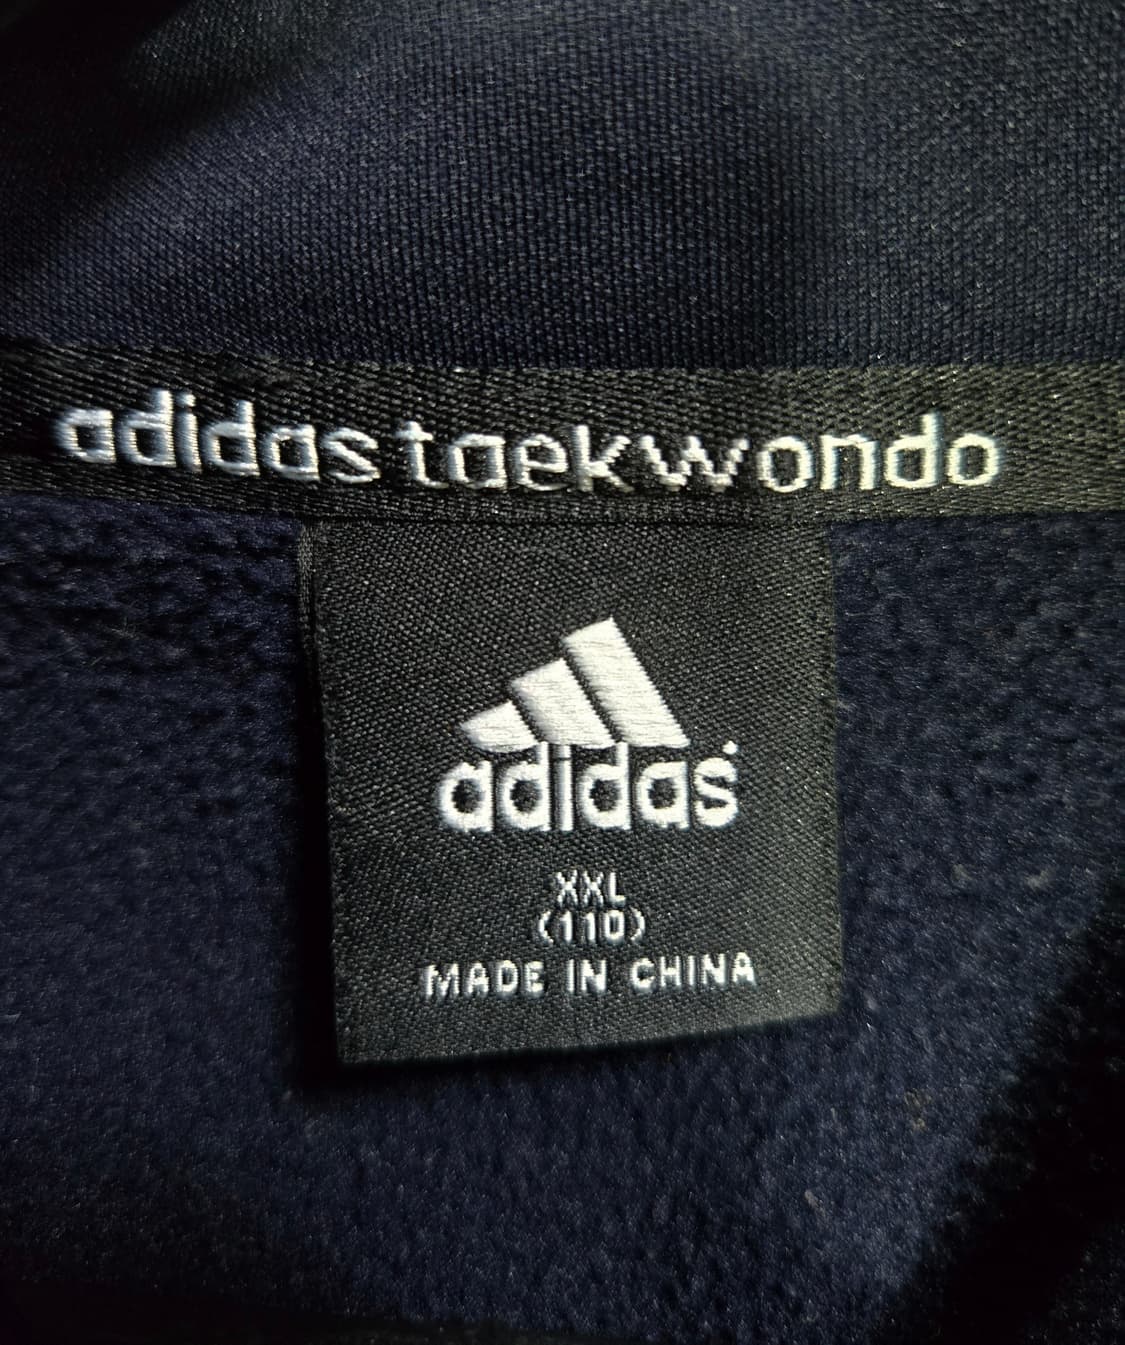 adidas taekwondo
adidas
XXL
(110)
MADE IN CHINA